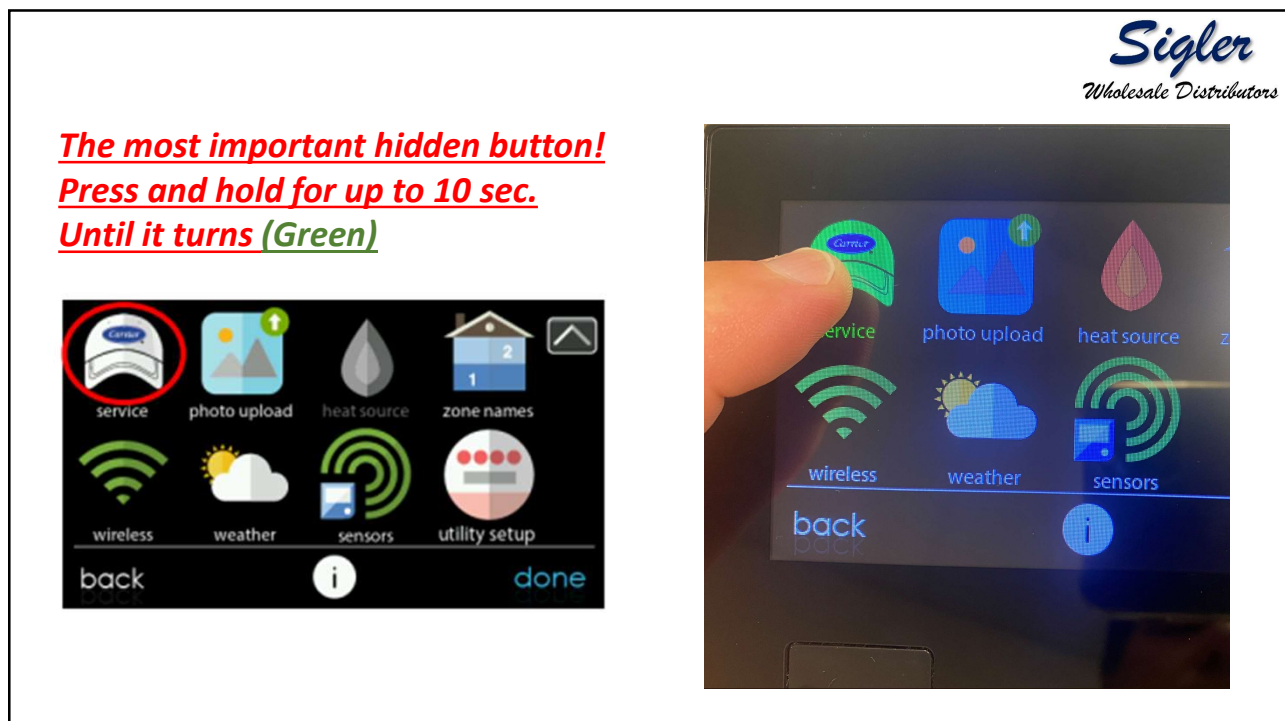 Sigler
Wholesale Distributors
The most important hidden button!
Press and hold for up to 10 sec.
Until it turns (Green)
Carrier
service
photo upload
heat source
zone names
2
1
wireless
weather
sensors
utility setup
back
i
done
Carrier
service
photo upload
heat source
z
wireless
weather
sensors
back
i